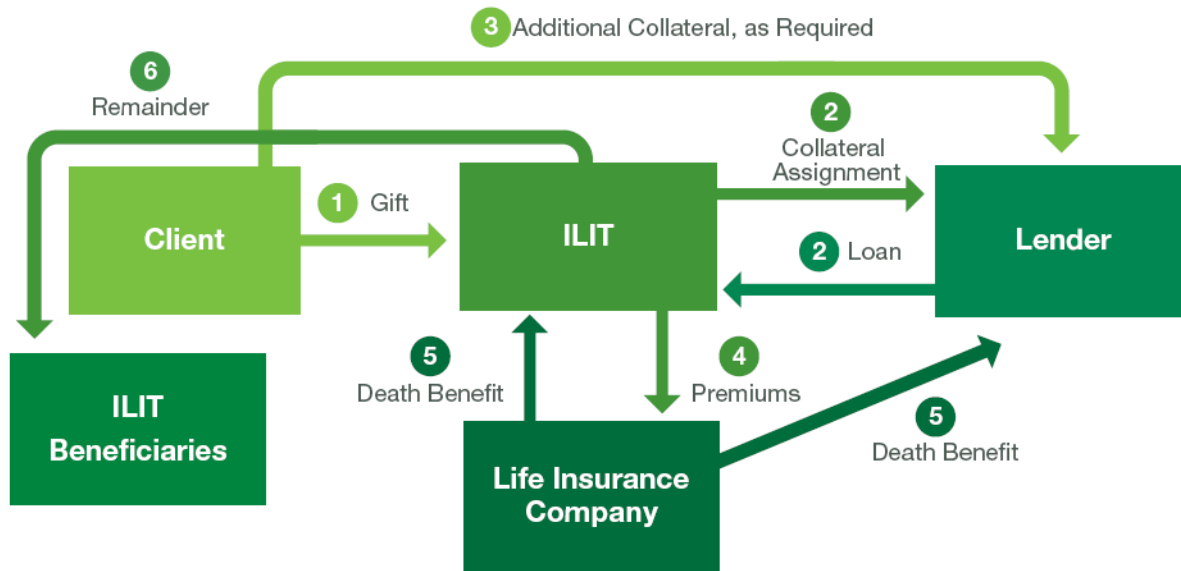 3 Additional Collateral, as Required
6
Remainder
2
Collateral
Assignment
Client
1 Gift
ILIT
Lender
2 Loan
5
Death Benefit
4
Premiums
ILIT
Beneficiaries
5
Death Benefit
Life Insurance
Company